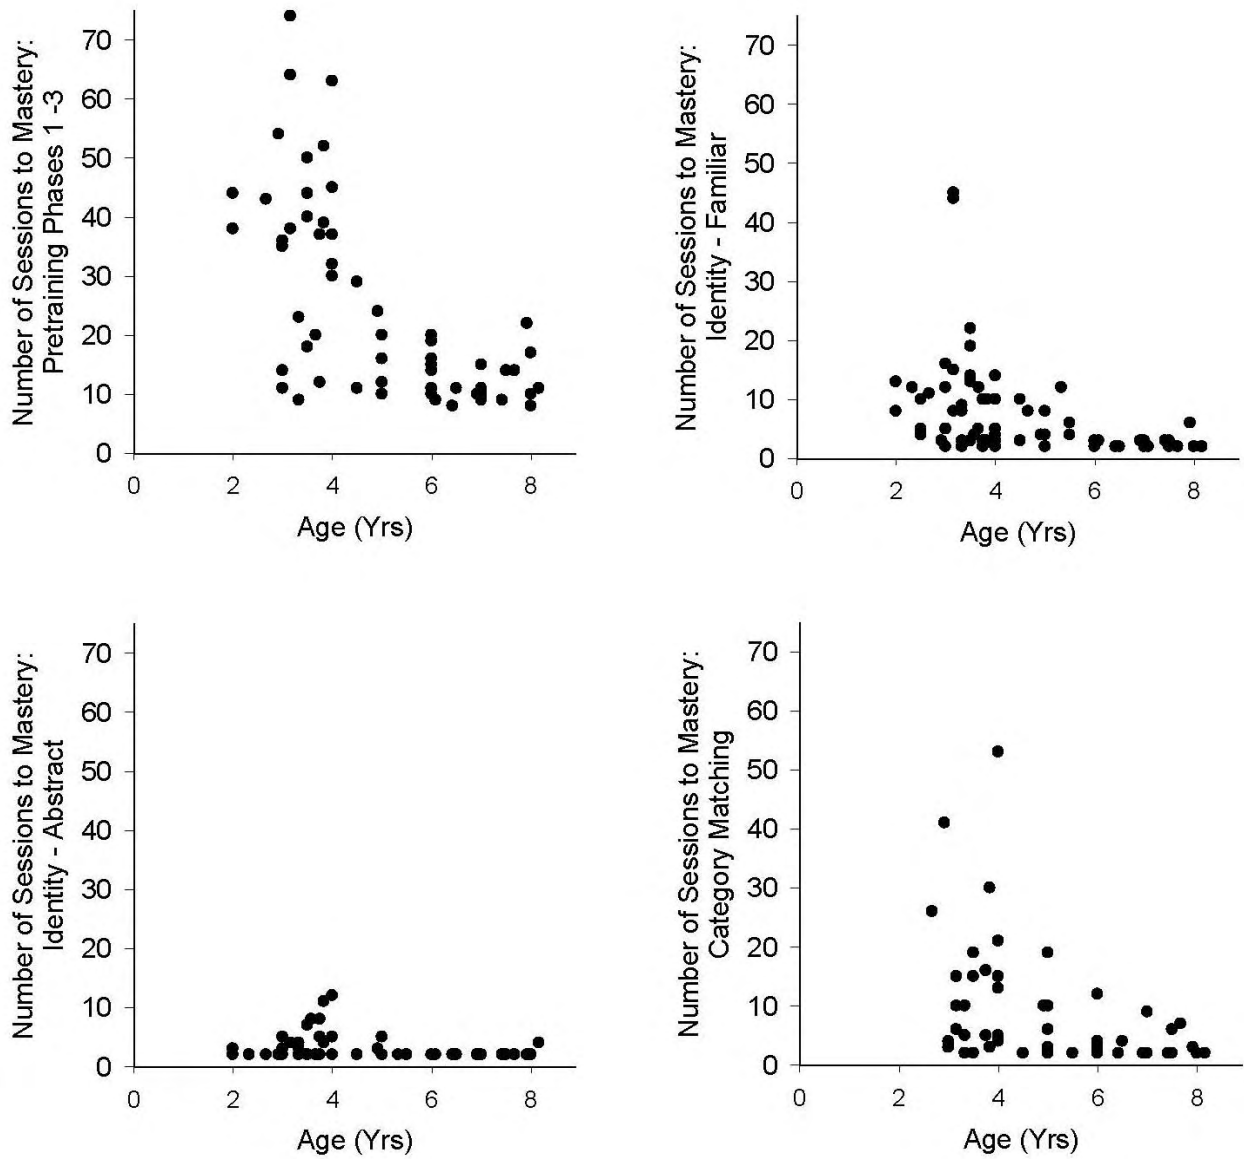 Number of Sessions to Mastery:
Pretraining Phases 1 -3
70
60
50
40
30
20
10
0
0 2 4 6 8
Age (Yrs)
Number of Sessions to Mastery:
Identity - Familiar
70
60
50
40
30
20
10
0
0 2 4 6 8
Age (Yrs)
Number of Sessions to Mastery:
Identity - Abstract
70
60
50
40
30
20
10
0
0 2 4 6 8
Age (Yrs)
Number of Sessions to Mastery:
Category Matching
70
60
50
40
30
20
10
0
0 2 4 6 8
Age (Yrs)